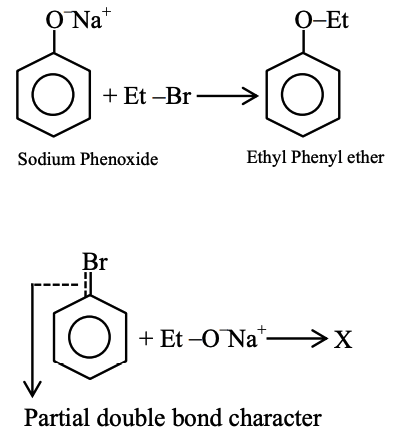 O⁻Na⁺
O–Et
+ Et –Br
Sodium Phenoxide
Ethyl Phenyl ether
Br
+ Et –O⁻Na⁺
X
Partial double bond character